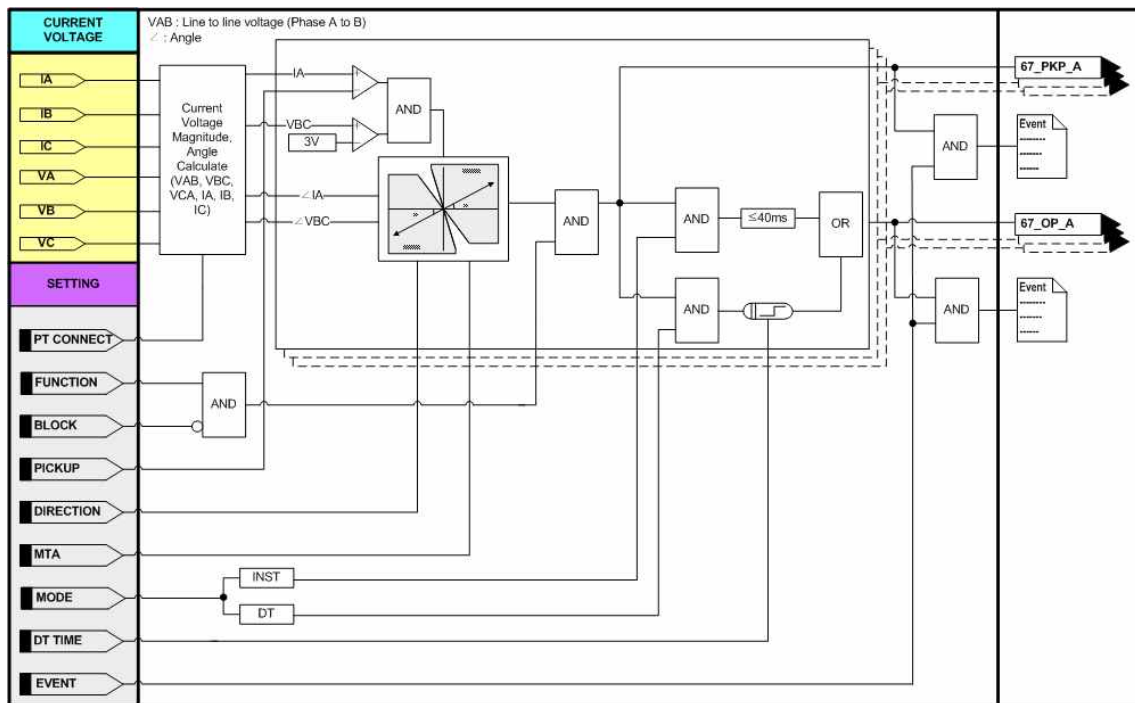 CURRENT
VOLTAGE
VAB : Line to line voltage (Phase A to B)
∠ : Angle
IA
IB
IC
VA
VB
VC
Current
Voltage
Magnitude,
Angle
Calculate
(VAB, VBC,
VCA, IA, IB,
IC)
IA
VBC
3V
∠IA
∠VBC
+
−
+
−
AND
AND
AND
≤40ms
OR
AND
67_PKP_A
AND
Event
67_OP_A
AND
Event
SETTING
PT CONNECT
FUNCTION
BLOCK
AND
PICKUP
DIRECTION
MTA
MODE
INST
DT
DT TIME
EVENT